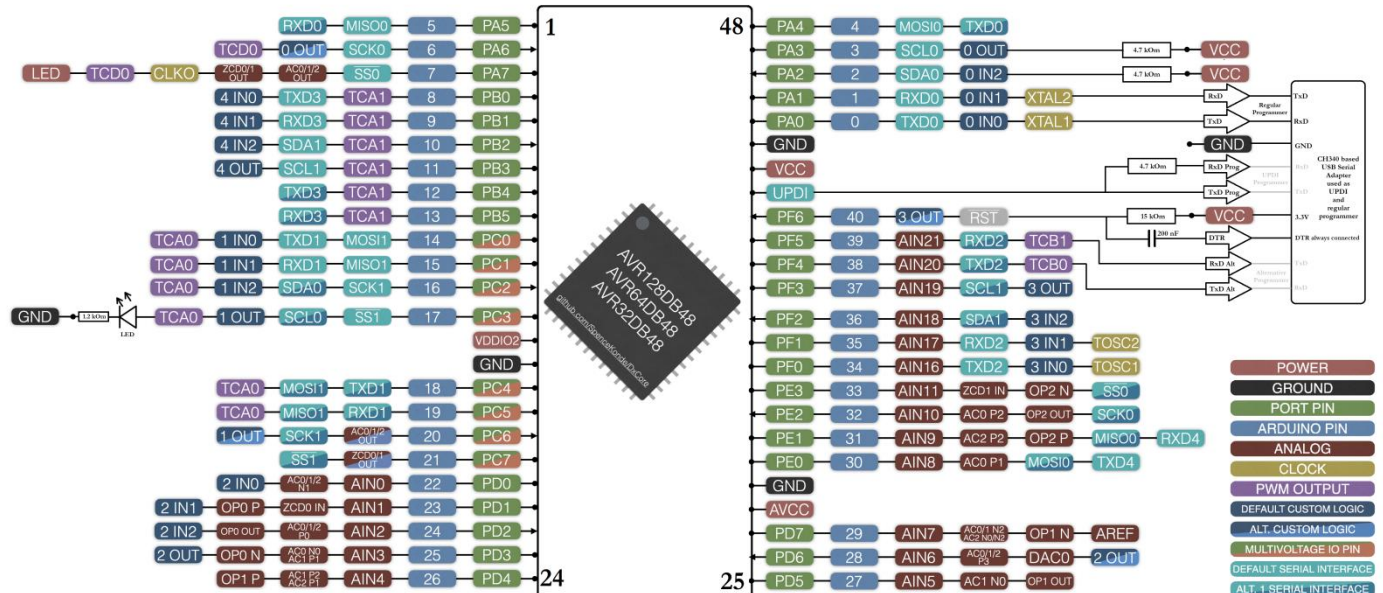 1
48
24
25
RXD0 MISO0 5 PA5
TCD0 0 OUT SCK0 6 PA6
LED TCD0 CLKO ZCD0/1 OUT AC0/1/2 OUT SS0 7 PA7
4 IN0 TXD3 TCA1 8 PB0
4 IN1 RXD3 TCA1 9 PB1
4 IN2 SDA1 TCA1 10 PB2
4 OUT SCL1 TCA1 11 PB3
TXD3 TCA1 12 PB4
RXD3 TCA1 13 PB5
TCA0 1 IN0 TXD1 MOSI1 14 PC0
TCA0 1 IN1 RXD1 MISO1 15 PC1
TCA0 1 IN2 SDA0 SCK1 16 PC2
GND 1.2 kOm LED TCA0 1 OUT SCL0 SS1 17 PC3
VDDIO2
GND
TCA0 MOSI1 TXD1 18 PC4
TCA0 MISO1 RXD1 19 PC5
1 OUT SCK1 AC0/1/2 OUT 20 PC6
SS1 ZCD0/1 OUT 21 PC7
2 IN0 AC0/1/2 N1 AIN0 22 PD0
2 IN1 OP0 P ZCD0 IN AIN1 23 PD1
2 IN2 OP0 OUT AC0/1/2 P0 AIN2 24 PD2
2 OUT OP0 N AC0 N0 AC1 P1 AIN3 25 PD3
OP1 P AC1 P2 AC2 P1 AIN4 26 PD4
AVR128DB48
AVR64DB48
AVR32DB48
github.com/SpenceKonde/DxCore
PA4 4 MOSI0 TXD0
PA3 3 SCL0 0 OUT 4.7 kOm VCC
PA2 2 SDA0 0 IN2 4.7 kOm VCC
PA1 1 RXD0 0 IN1 XTAL2 RxD TxD
PA0 0 TXD0 0 IN0 XTAL1 TxD RxD
Regular Programmer
GND GND GND
VCC 4.7 kOm RxD Prog RxD
UPDI TxD Prog TxD
UPDI Programmer
PF6 40 3 OUT RST 15 kOm VCC 3.3V
PF5 39 AIN21 RXD2 TCB1 200 nF DTR DTR always connected
PF4 38 AIN20 TXD2 TCB0 RxD Alt TxD
PF3 37 AIN19 SCL1 3 OUT TxD Alt RxD
Alternative Programmer
CH340 based
USB Serial
Adapter
used as
UPDI
and
regular
programmer
PF2 36 AIN18 SDA1 3 IN2
PF1 35 AIN17 RXD2 3 IN1 TOSC2
PF0 34 AIN16 TXD2 3 IN0 TOSC1
PE3 33 AIN11 ZCD1 IN OP2 N SS0
PE2 32 AIN10 AC0 P2 OP2 OUT SCK0
PE1 31 AIN9 AC2 P2 OP2 P MISO0 RXD4
PE0 30 AIN8 AC0 P1 MOSI0 TXD4
GND
AVCC
PD7 29 AIN7 AC0/1 N2 AC2 N0/N2 OP1 N AREF
PD6 28 AIN6 AC0/1/2 P3 DAC0 2 OUT
PD5 27 AIN5 AC1 N0 OP1 OUT
POWER
GROUND
PORT PIN
ARDUINO PIN
ANALOG
CLOCK
PWM OUTPUT
DEFAULT CUSTOM LOGIC
ALT. CUSTOM LOGIC
MULTIVOLTAGE IO PIN
DEFAULT SERIAL INTERFACE
ALT. 1 SERIAL INTERFACE